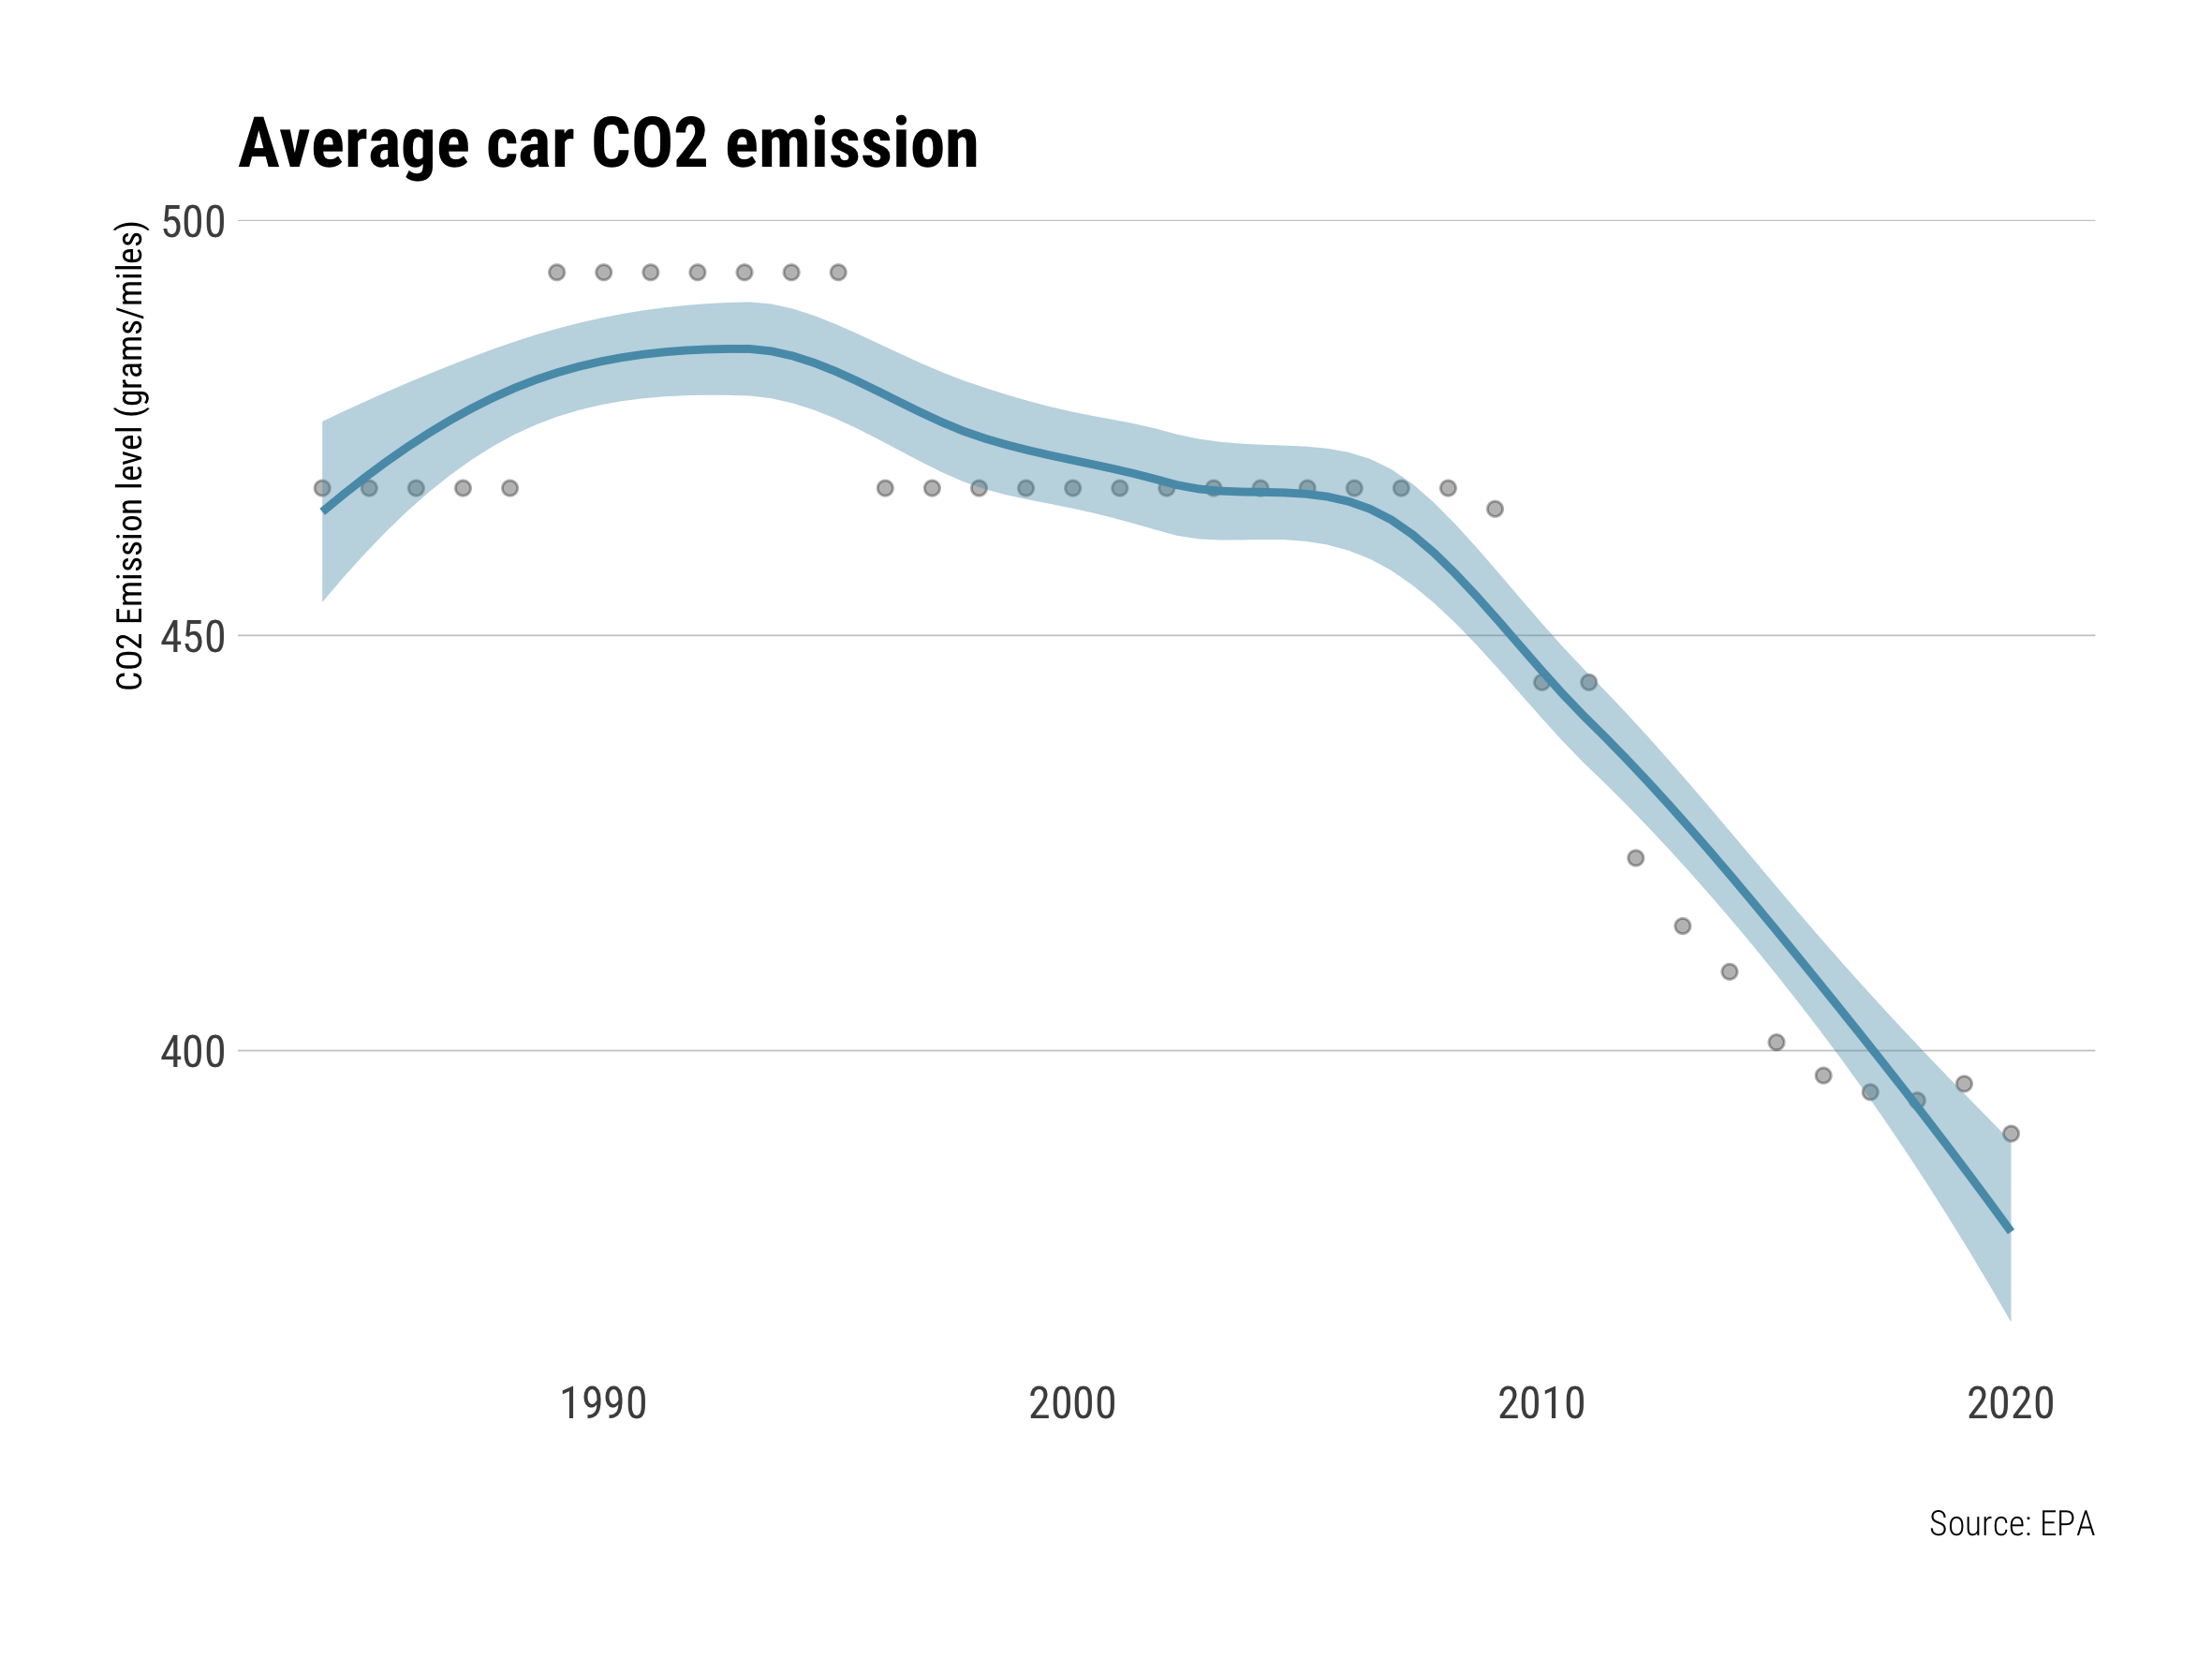 Average car CO2 emission
CO2 Emission level (grams/miles)
500
450
400
1990 2000 2010 2020
Source: EPA